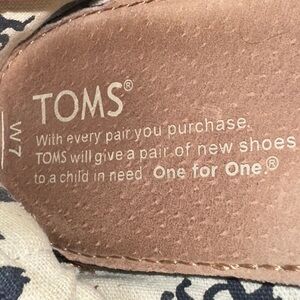 TOMS®
W7
With every pair you purchase,
TOMS will give a pair of new shoes
to a child in need. One for One.®